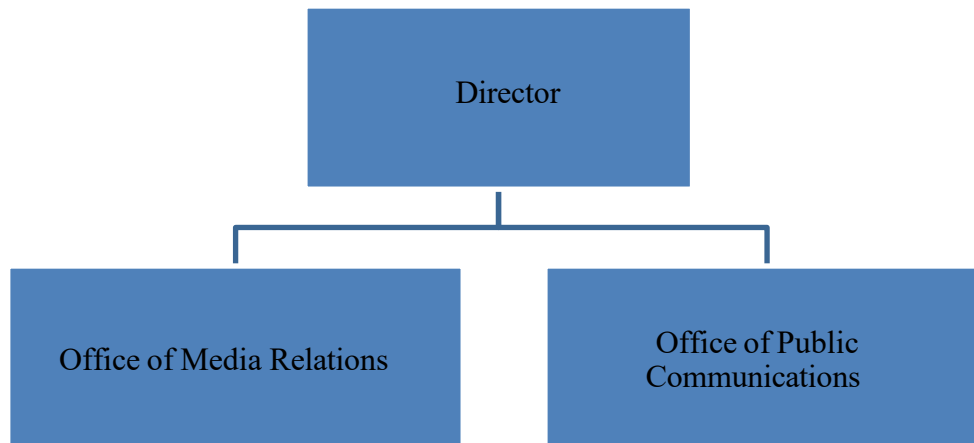 Director
Office of Media Relations
Office of Public
Communications